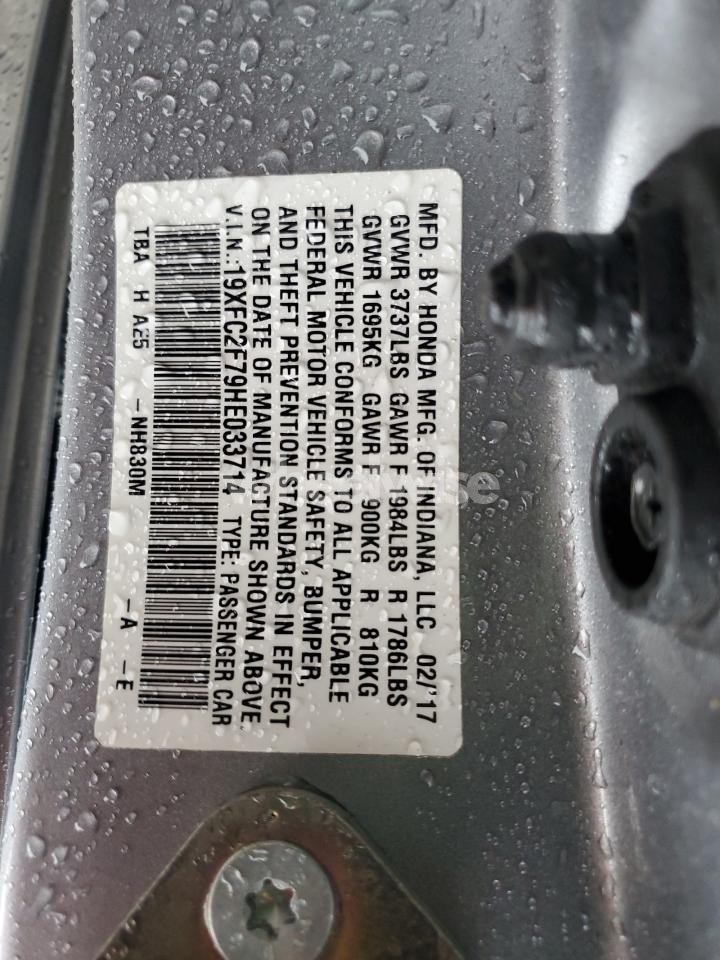 MFD. BY HONDA MFG. OF INDIANA, LLC 02/'17
GVWR 3737LBS GAWR F 1984LBS R 1786LBS
GVWR 1695KG GAWR F 900KG R 810KG
THIS VEHICLE CONFORMS TO ALL APPLICABLE
FEDERAL MOTOR VEHICLE SAFETY, BUMPER,
AND THEFT PREVENTION STANDARDS IN EFFECT
ON THE DATE OF MANUFACTURE SHOWN ABOVE.
V.I.N.:19XFC2F79HE033714 TYPE: PASSENGER CAR
TBA H AE5 -NH830M -A -E